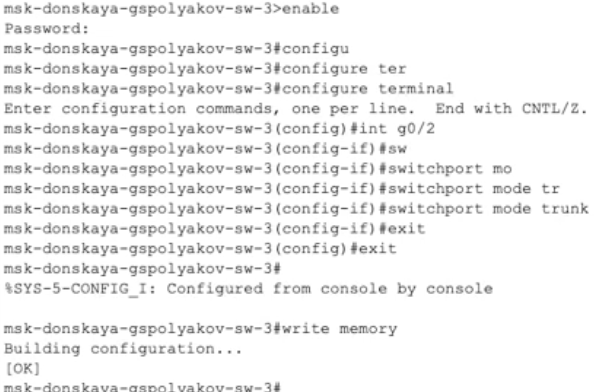 msk-donskaya-gspolyakov-sw-3>enable
Password:
msk-donskaya-gspolyakov-sw-3#configu
msk-donskaya-gspolyakov-sw-3#configure ter
msk-donskaya-gspolyakov-sw-3#configure terminal
Enter configuration commands, one per line.  End with CNTL/Z.
msk-donskaya-gspolyakov-sw-3(config)#int g0/2
msk-donskaya-gspolyakov-sw-3(config-if)#sw
msk-donskaya-gspolyakov-sw-3(config-if)#switchport mo
msk-donskaya-gspolyakov-sw-3(config-if)#switchport mode tr
msk-donskaya-gspolyakov-sw-3(config-if)#switchport mode trunk
msk-donskaya-gspolyakov-sw-3(config-if)#exit
msk-donskaya-gspolyakov-sw-3(config)#exit
msk-donskaya-gspolyakov-sw-3#
%SYS-5-CONFIG_I: Configured from console by console
msk-donskaya-gspolyakov-sw-3#write memory
Building configuration...
[OK]
msk-donskaya-gspolyakov-sw-3#